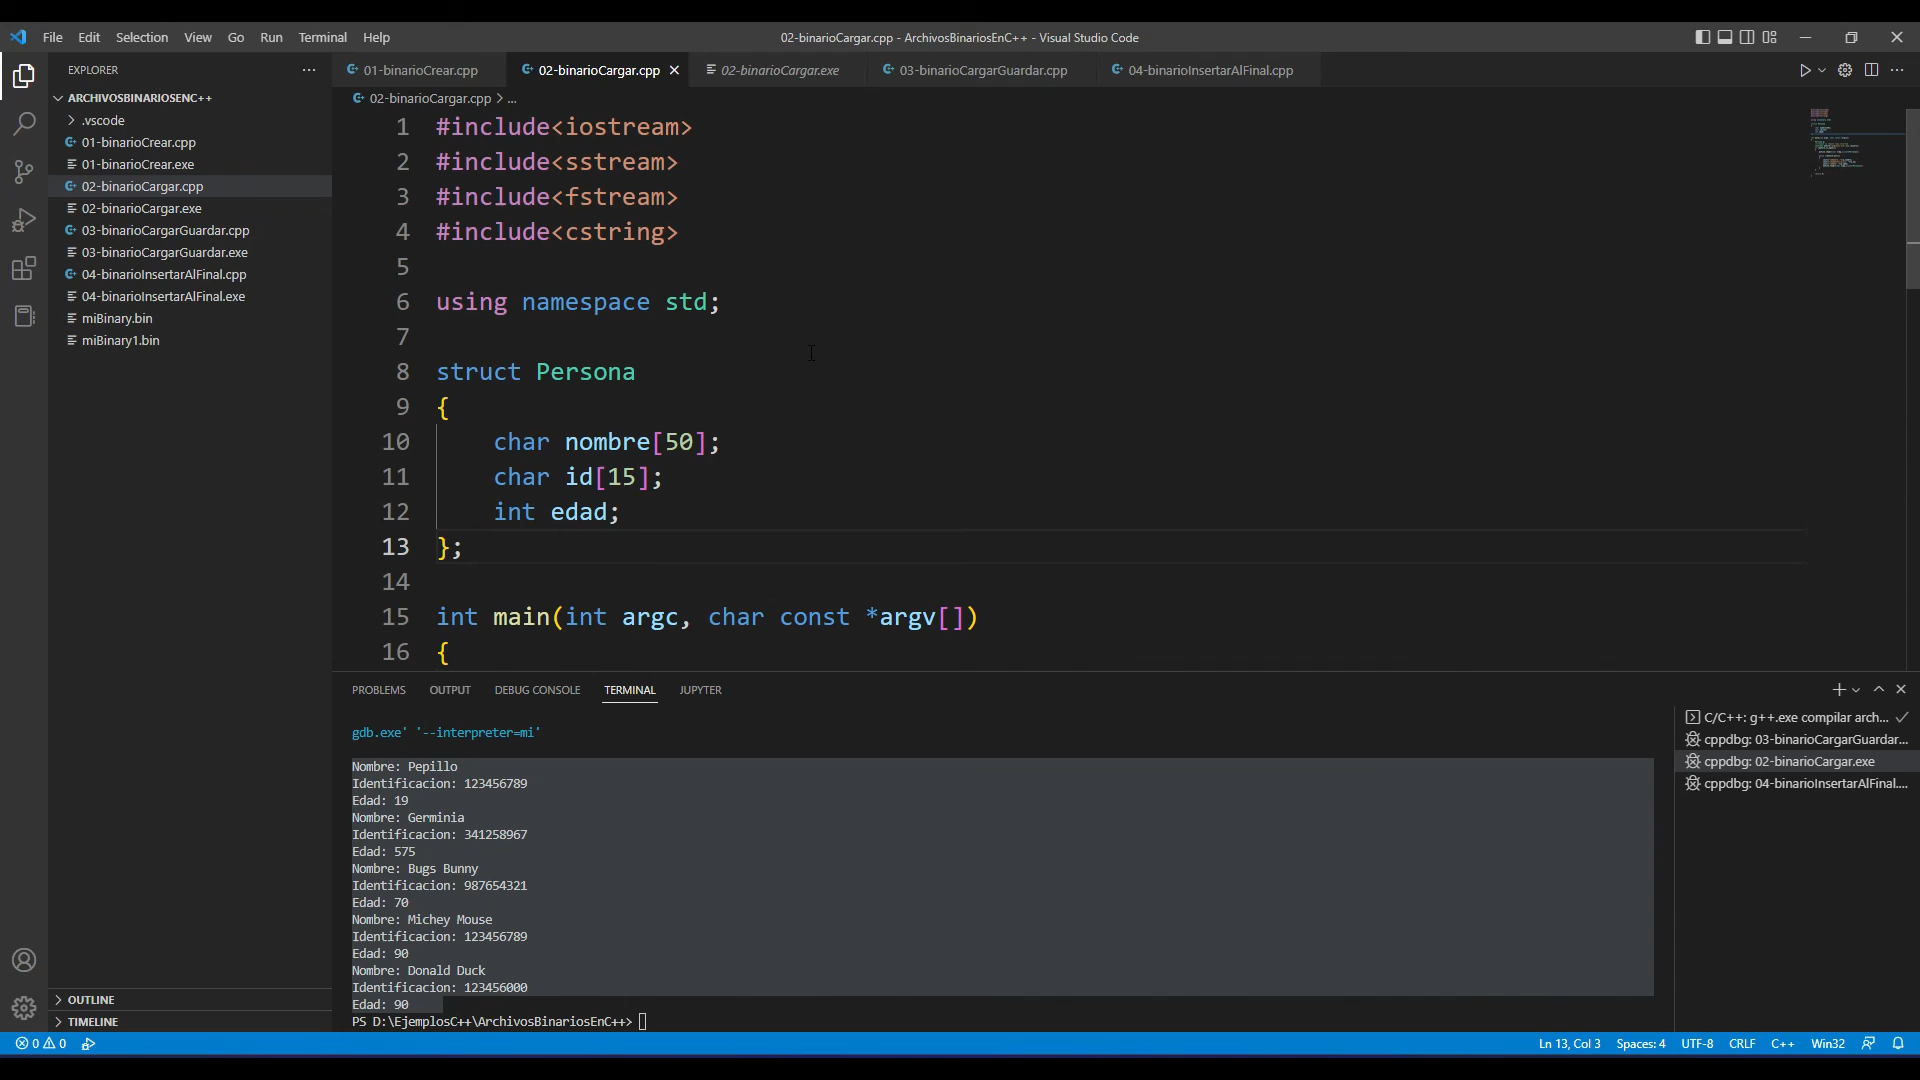 File Edit Selection View Go Run Terminal Help
02-binarioCargar.cpp - ArchivosBinariosEnC++ - Visual Studio Code
EXPLORER
ARCHIVOSBINARIOSENC++
.vscode
01-binarioCrear.cpp
01-binarioCrear.exe
02-binarioCargar.cpp
02-binarioCargar.exe
03-binarioCargarGuardar.cpp
03-binarioCargarGuardar.exe
04-binarioInsertarAlFinal.cpp
04-binarioInsertarAlFinal.exe
miBinary.bin
miBinary1.bin
OUTLINE
TIMELINE
01-binarioCrear.cpp 02-binarioCargar.cpp 02-binarioCargar.exe 03-binarioCargarGuardar.cpp 04-binarioInsertarAlFinal.cpp
02-binarioCargar.cpp > ...
1 #include<iostream>
2 #include<sstream>
3 #include<fstream>
4 #include<cstring>
5
6 using namespace std;
7
8 struct Persona
9 {
10 char nombre[50];
11 char id[15];
12 int edad;
13 };
14
15 int main(int argc, char const *argv[])
16 {
PROBLEMS OUTPUT DEBUG CONSOLE TERMINAL JUPYTER
gdb.exe' '--interpreter=mi'
Nombre: Pepillo
Identificacion: 123456789
Edad: 19
Nombre: Germinia
Identificacion: 341258967
Edad: 575
Nombre: Bugs Bunny
Identificacion: 987654321
Edad: 70
Nombre: Michey Mouse
Identificacion: 123456789
Edad: 90
Nombre: Donald Duck
Identificacion: 123456000
Edad: 90
PS D:\EjemplosC++\ArchivosBinariosEnC++>
C/C++: g++.exe compilar arch...
cppdbg: 03-binarioCargarGuardar...
cppdbg: 02-binarioCargar.exe
cppdbg: 04-binarioInsertarAlFinal....
0 0
Ln 13, Col 3 Spaces: 4 UTF-8 CRLF C++ Win32